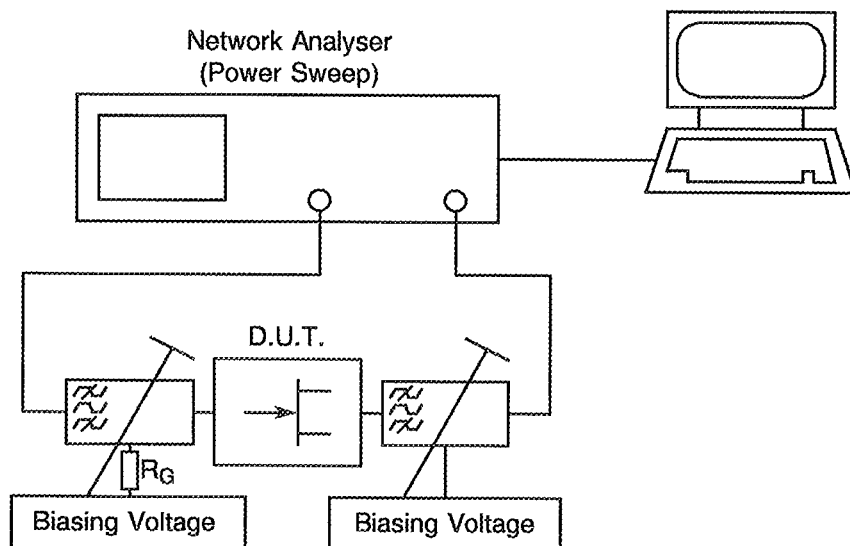 Network Analyser
(Power Sweep)
D.U.T.
RG
Biasing Voltage
Biasing Voltage